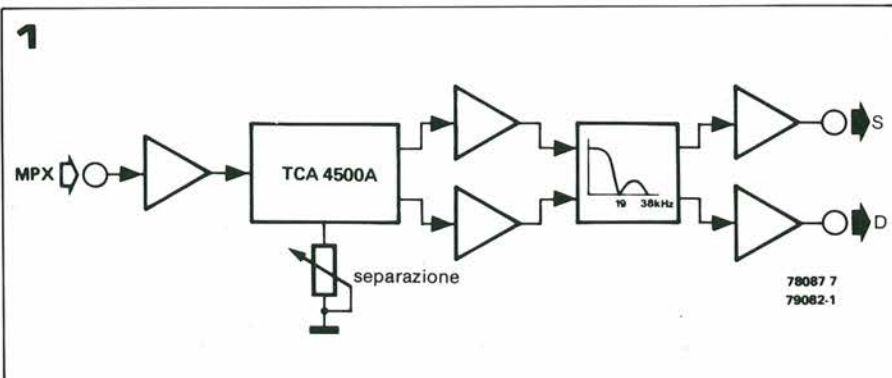 1
MPX
TCA 4500A
separazione
19 38kHz
S
D
78087 7
79082-1